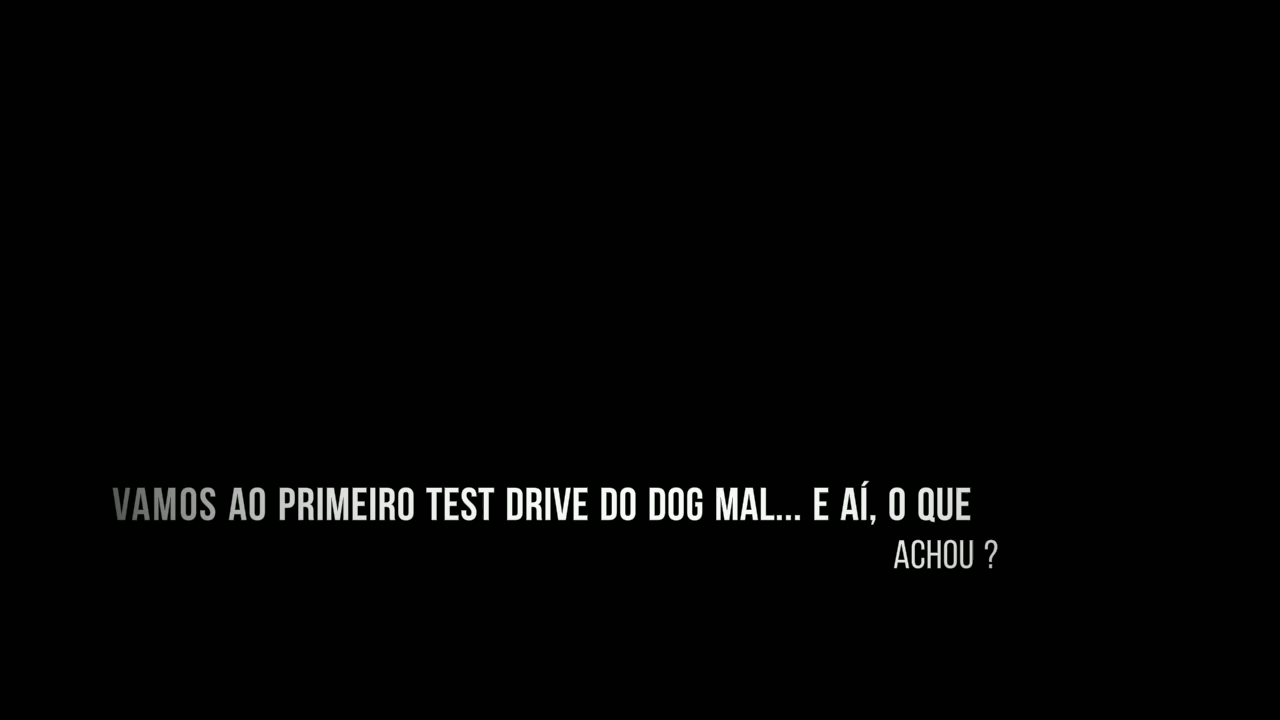 VAMOS AO PRIMEIRO TEST DRIVE DO DOG MAL... E AÍ, O QUE
ACHOU ?